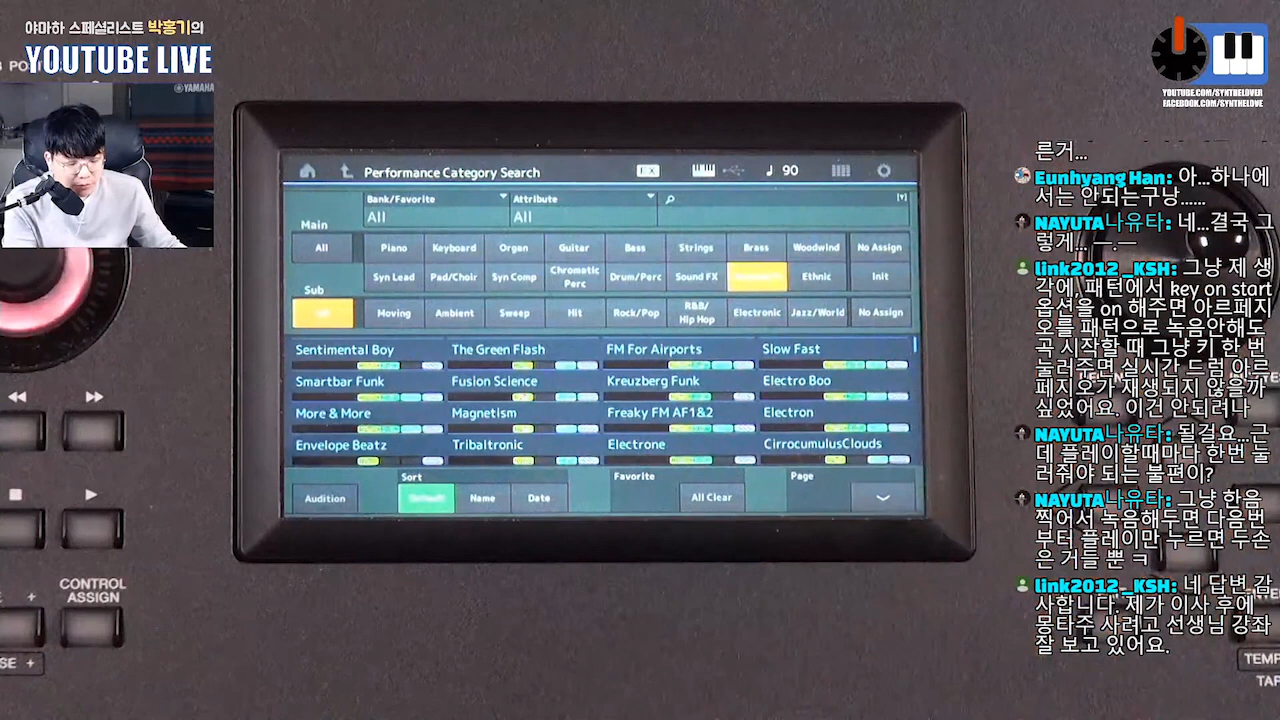 야마하 스페셜리스트 박홍기의
YOUTUBE LIVE
YAMAHA
YOUTUBE.COM/SYNTHELOVER
FACEBOOK.COM/SYNTHELOVE
Performance Category Search
90
Bank/Favorite
All
Attribute
All
Main
All
Piano
Keyboard
Organ
Guitar
Bass
Strings
Brass
Woodwind
No Assign
Syn Lead
Pad/Choir
Syn Comp
Chromatic
Perc
Drum/Perc
Sound FX
Ethnic
Init
Sub
Moving
Ambient
Sweep
Hit
Rock/Pop
R&B/
Hip Hop
Electronic
Jazz/World
No Assign
Sentimental Boy
The Green Flash
FM For Airports
Slow Fast
Smartbar Funk
Fusion Science
Kreuzberg Funk
Electro Boo
More & More
Magnetism
Freaky FM AF1&2
Electron
Envelope Beatz
Tribaltronic
Electrone
CirrocumulusClouds
Audition
Sort
Name
Date
Favorite
All Clear
Page
CONTROL
ASSIGN
른거...
Eunhyang Han: 아...하나에
서는 안되는구낭......
NAYUTA나유타: 네...결국 그
렇게... ㅡ.ㅡ
link2012_KSH: 그냥 제 생
각에, 패턴에서 key on start
옵션을 on 해주면 아르페지
오를 패턴으로 녹음안해도
곡 시작할 때 그냥 키 한 번
눌러주면 실시간 드럼 아르
페지오가 재생되지 않을까
싶었어요. 이건 안되려나
NAYUTA나유타: 될걸요...근
데 플레이할때마다 한번 눌
러줘야 되는 불편이?
NAYUTA나유타: 그냥 한음
찍어서 녹음해두면 다음번
부터 플레이만 누르면 두손
은 거들 뿐 ㅋ
link2012_KSH: 네 답변 감
사합니다. 제가 이사 후에
몽타주 사려고 선생님 강좌
잘 보고 있어요.